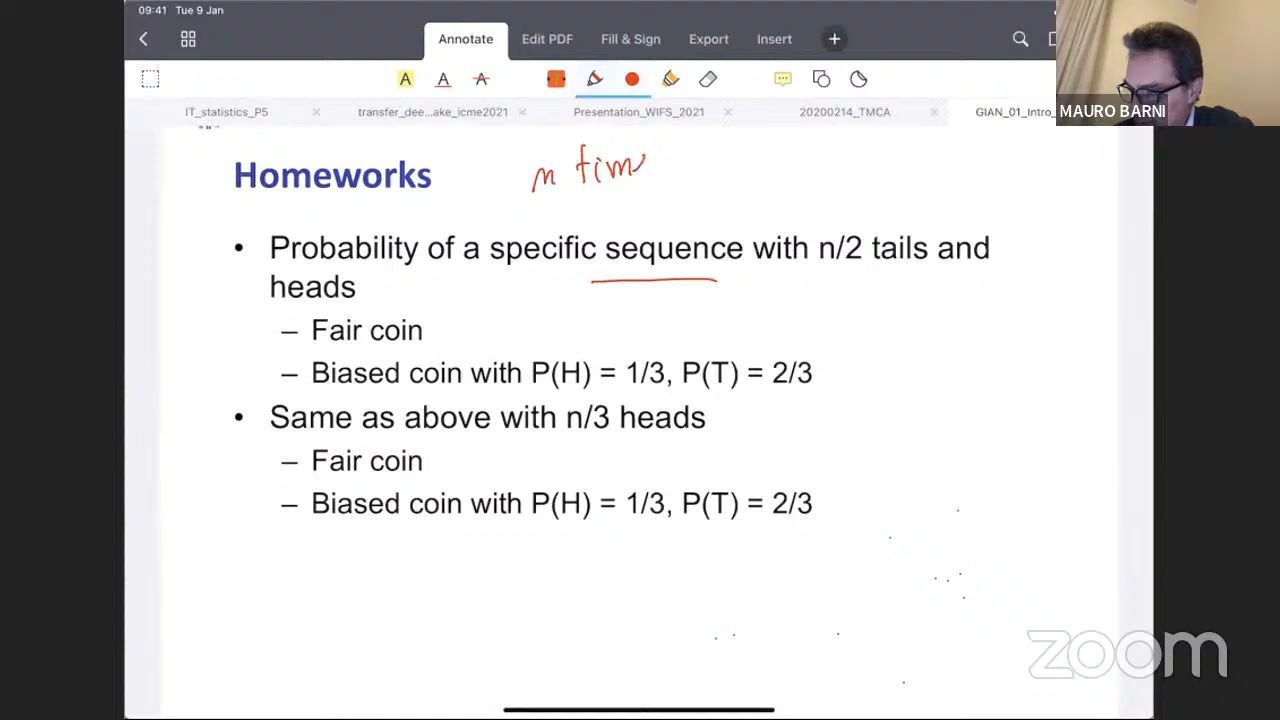 09:41 Tue 9 Jan
Annotate Edit PDF Fill & Sign Export Insert
IT_statistics_P5 transfer_dee...ake_icme2021 Presentation_WIFS_2021 20200214_TMCA GIAN_01_Intro_
MAURO BARNI
Homeworks
n tim
• Probability of a specific sequence with n/2 tails and
heads
– Fair coin
– Biased coin with P(H) = 1/3, P(T) = 2/3
• Same as above with n/3 heads
– Fair coin
– Biased coin with P(H) = 1/3, P(T) = 2/3
zoom